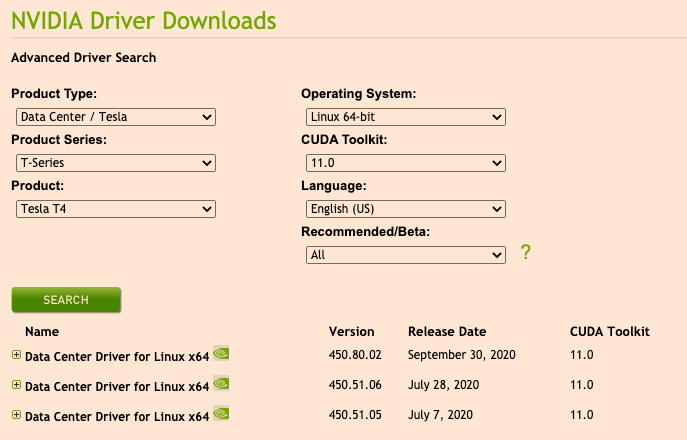 NVIDIA Driver Downloads
Advanced Driver Search
Product Type: Operating System:
Data Center / Tesla Linux 64-bit
Product Series: CUDA Toolkit:
T-Series 11.0
Product: Language:
Tesla T4 English (US)
Recommended/Beta:
All ?
SEARCH
Name Version Release Date CUDA Toolkit
Data Center Driver for Linux x64 450.80.02 September 30, 2020 11.0
Data Center Driver for Linux x64 450.51.06 July 28, 2020 11.0
Data Center Driver for Linux x64 450.51.05 July 7, 2020 11.0